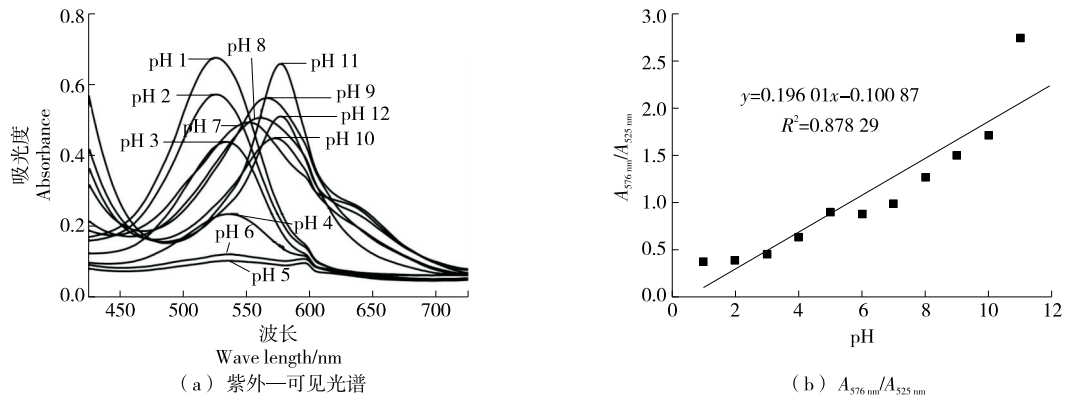 0.8
0.6
0.4
0.2
0.0
吸光度
Absorbance
pH 1
pH 8
pH 11
pH 2
pH 9
pH 12
pH 7
pH 3
pH 10
pH 4
pH 6
pH 5
450 500 550 600 650 700
波长
Wave length/nm
(a) 紫外—可见光谱
3.0
2.5
2.0
1.5
1.0
0.5
0.0
A576 nm/A525 nm
y=0.196 01x−0.100 87
R²=0.878 29
0 2 4 6 8 10 12
pH
(b) A576 nm/A525 nm